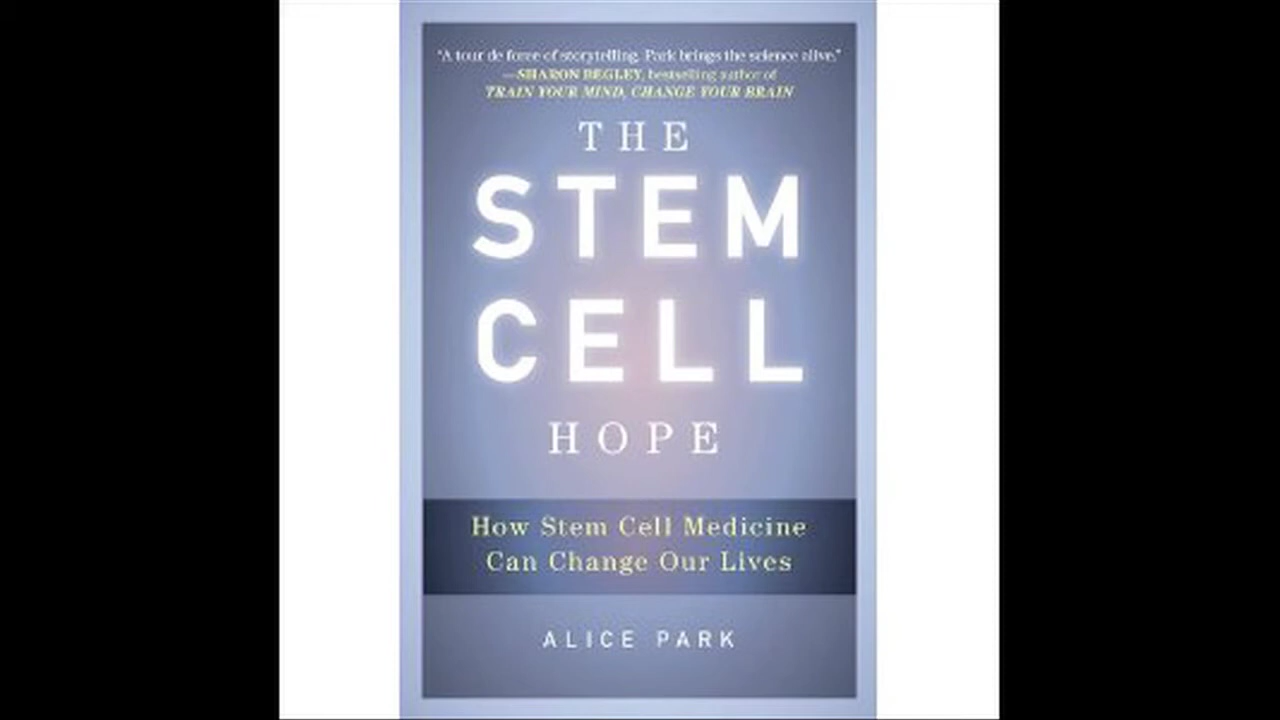 "A tour de force of storytelling. Park brings the science alive."
—SHARON BEGLEY, bestselling author of
TRAIN YOUR MIND, CHANGE YOUR BRAIN
THE
STEM
CELL
HOPE
How Stem Cell Medicine
Can Change Our Lives
ALICE PARK